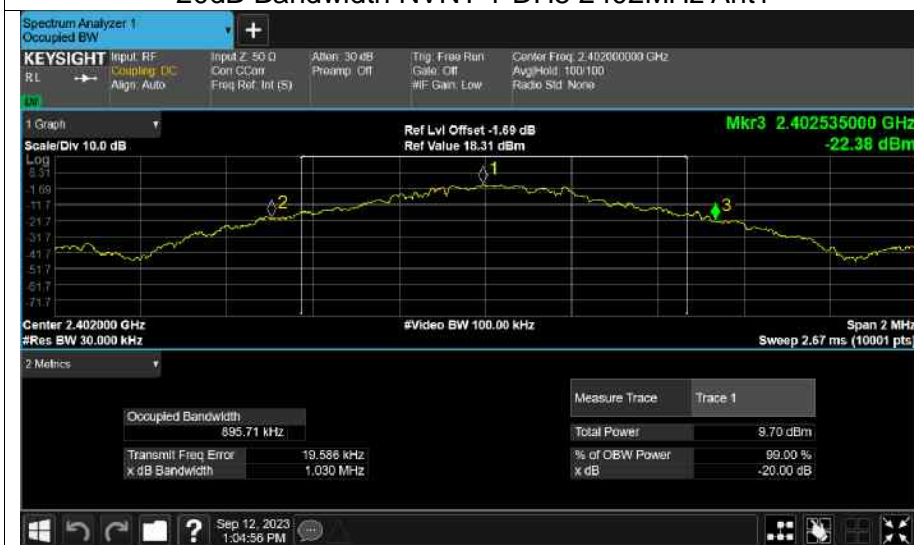 20dB Bandwidth NVNT 1-DH5 2402MHz Ant1
Spectrum Analyzer 1
Occupied BW
+
KEYSIGHT Input: RF Input Z: 50 Ω Atten: 30 dB Trig: Free Run Center Freq: 2.402000000 GHz
RL Coupling: DC Corr CCorr Preamp: Off Gate: Off Avg|Hold: 100/100
Align: Auto Freq Ref: Int (S) #IF Gain: Low Radio Std: None
1 Graph Ref Lvl Offset -1.69 dB Mkr3 2.402535000 GHz
Scale/Div 10.0 dB Ref Value 18.31 dBm -22.38 dBm
Log
8.31
-1.69
-11.7
-21.7
-31.7
-41.7
-51.7
-61.7
-71.7
1
2
3
Center 2.402000 GHz #Video BW 100.00 kHz Span 2 MHz
#Res BW 30.000 kHz Sweep 2.67 ms (10001 pts)
2 Metrics
Measure Trace Trace 1
Occupied Bandwidth
895.71 kHz Total Power 9.70 dBm
Transmit Freq Error 19.586 kHz % of OBW Power 99.00 %
x dB Bandwidth 1.030 MHz x dB -20.00 dB
? Sep 12, 2023
1:04:56 PM